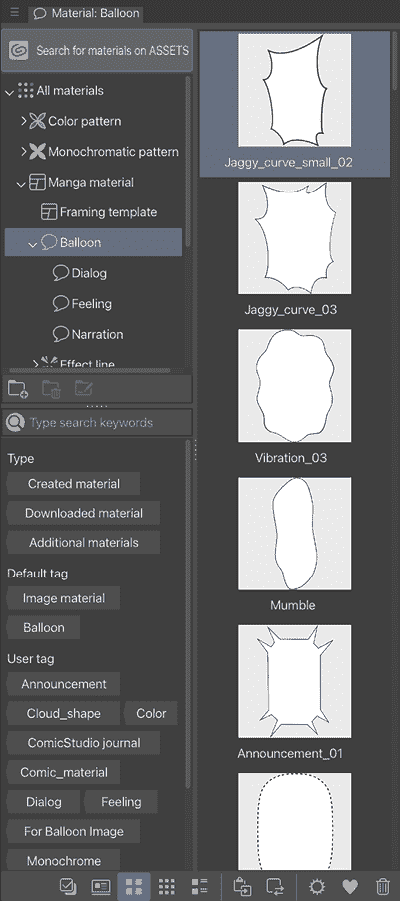 Material: Balloon
Search for materials on ASSETS
All materials
Color pattern
Monochromatic pattern
Manga material
Framing template
Balloon
Dialog
Feeling
Narration
Effect line
Type search keywords
Type
Created material
Downloaded material
Additional materials
Default tag
Image material
Balloon
User tag
Announcement
Cloud_shape Color
ComicStudio journal
Comic_material
Dialog Feeling
For Balloon Image
Monochrome
Jaggy_curve_small_02
Jaggy_curve_03
Vibration_03
Mumble
Announcement_01